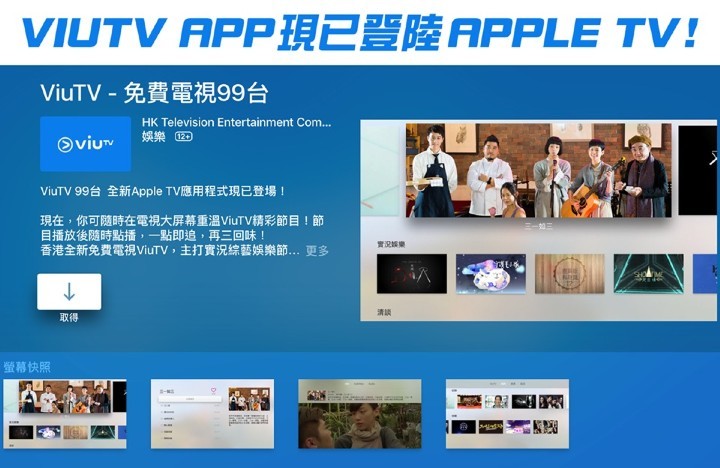 VIUTV APP現已登陸APPLE TV!
ViuTV - 免費電視99台
viuTV
HK Television Entertainment Com...
娛樂 12+
ViuTV 99台 全新Apple TV應用程式現已登場！
現在，你可隨時在電視大屏幕重溫ViuTV精彩節目！節
目播放後隨時點播，一點即追，再三回味！
香港全新免費電視ViuTV，主打實況綜藝娛樂節... 更多
取得
三一如三
實況娛樂
清談
螢幕快照
三一如三